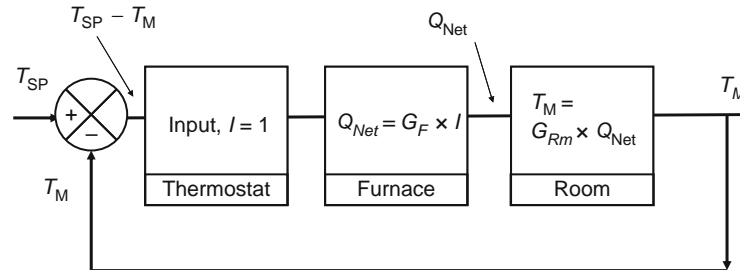 T_SP − T_M
Q_Net
T_SP
+
−
T_M
Input, I = 1
Thermostat
Q_Net = G_F × I
Furnace
T_M =
G_Rm × Q_Net
Room
T_M